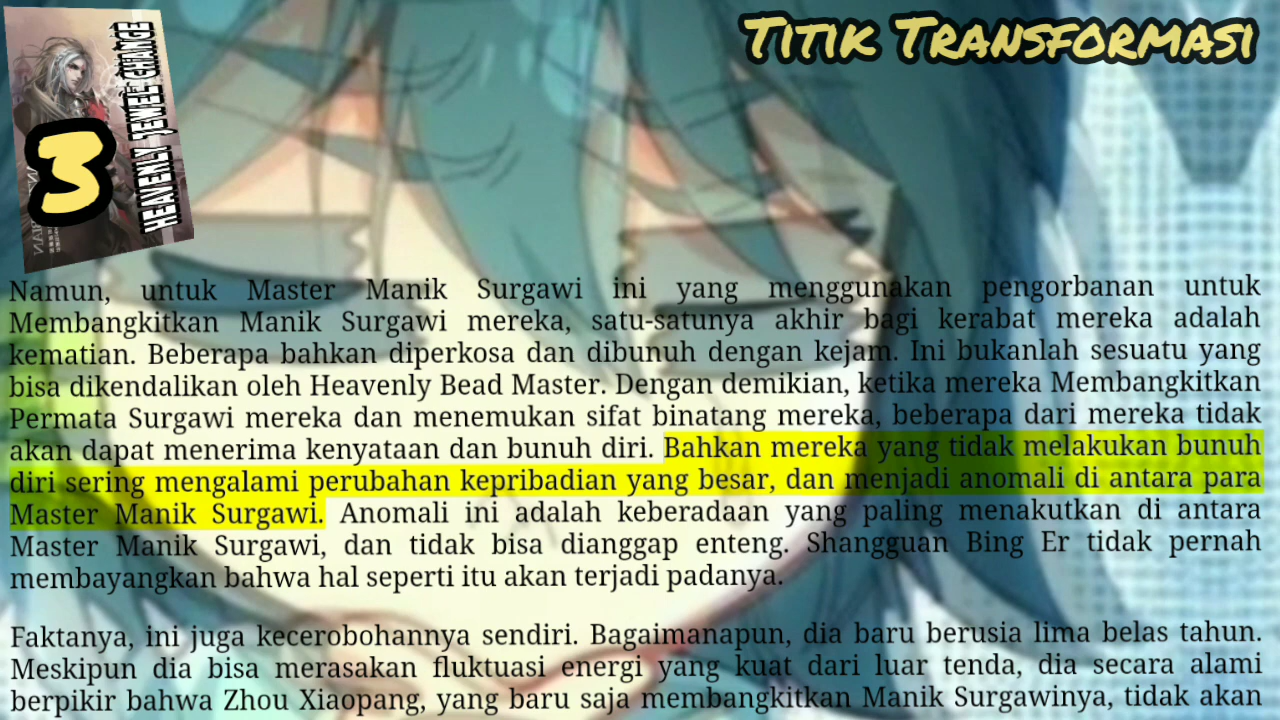 Titik Transformasi
HEAVENLY JEWEL CHANGE
3
Namun, untuk Master Manik Surgawi ini yang menggunakan pengorbanan untuk
Membangkitkan Manik Surgawi mereka, satu-satunya akhir bagi kerabat mereka adalah
kematian. Beberapa bahkan diperkosa dan dibunuh dengan kejam. Ini bukanlah sesuatu yang
bisa dikendalikan oleh Heavenly Bead Master. Dengan demikian, ketika mereka Membangkitkan
Permata Surgawi mereka dan menemukan sifat binatang mereka, beberapa dari mereka tidak
akan dapat menerima kenyataan dan bunuh diri. Bahkan mereka yang tidak melakukan bunuh
diri sering mengalami perubahan kepribadian yang besar, dan menjadi anomali di antara para
Master Manik Surgawi. Anomali ini adalah keberadaan yang paling menakutkan di antara
Master Manik Surgawi, dan tidak bisa dianggap enteng. Shangguan Bing Er tidak pernah
membayangkan bahwa hal seperti itu akan terjadi padanya.
Faktanya, ini juga kecerobohannya sendiri. Bagaimanapun, dia baru berusia lima belas tahun.
Meskipun dia bisa merasakan fluktuasi energi yang kuat dari luar tenda, dia secara alami
berpikir bahwa Zhou Xiaopang, yang baru saja membangkitkan Manik Surgawinya, tidak akan